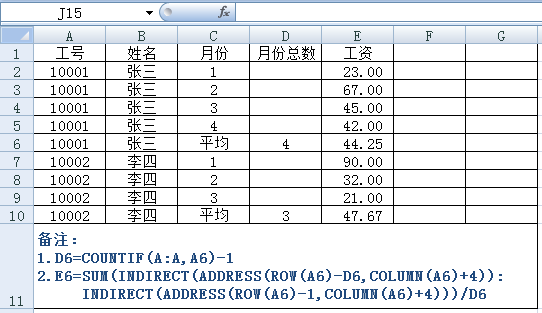 J15 fx
A B C D E F G
1 工号 姓名 月份 月份总数 工资
2 10001 张三 1 23.00
3 10001 张三 2 67.00
4 10001 张三 3 45.00
5 10001 张三 4 42.00
6 10001 张三 平均 4 44.25
7 10002 李四 1 90.00
8 10002 李四 2 32.00
9 10002 李四 3 21.00
10 10002 李四 平均 3 47.67
备注：
1.D6=COUNTIF(A:A,A6)-1
2.E6=SUM(INDIRECT(ADDRESS(ROW(A6)-D6,COLUMN(A6)+4)):
INDIRECT(ADDRESS(ROW(A6)-1,COLUMN(A6)+4)))/D6
11